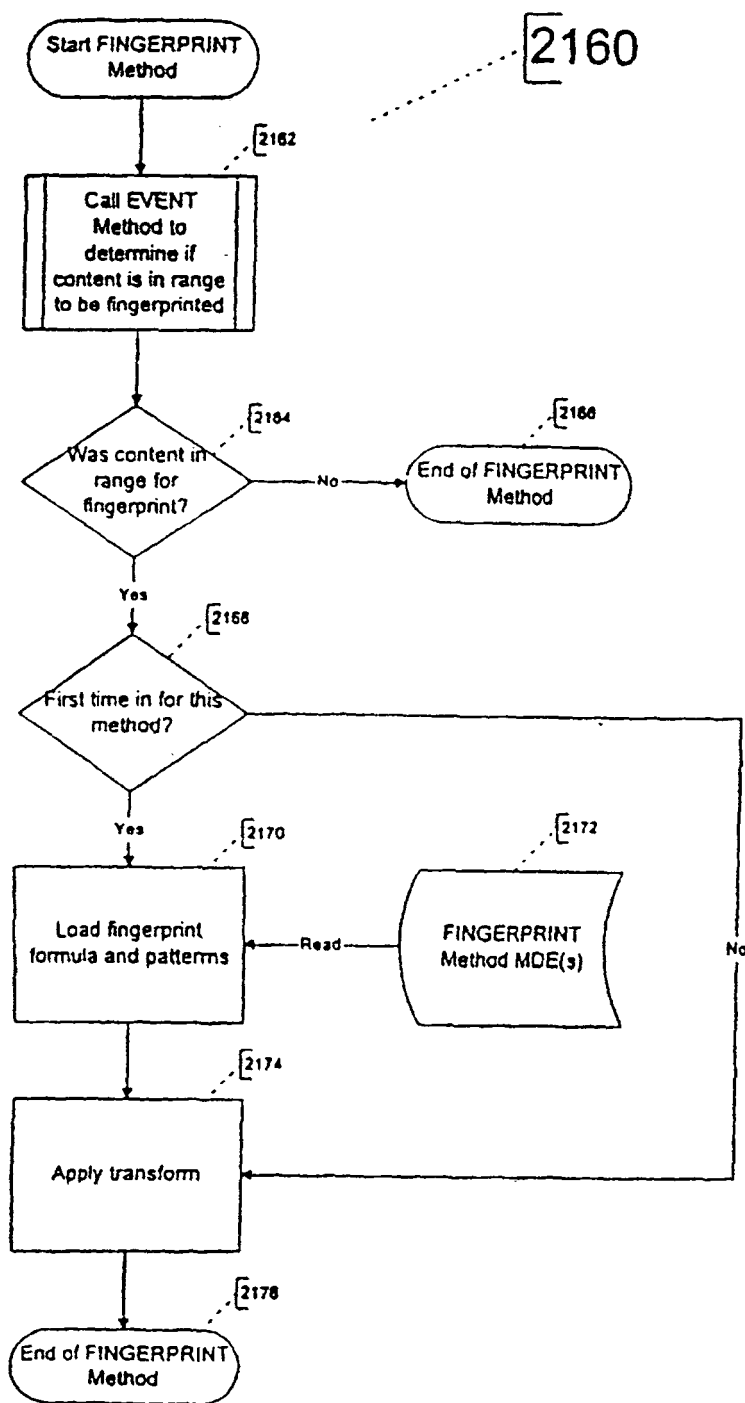 Start FINGERPRINT
Method
2160
2162
Call EVENT
Method to
determine if
content is in range
to be fingerprinted
2164
Was content in
range for
fingerprint?
No
2166
End of FINGERPRINT
Method
Yes
2168
First time in for this
method?
Yes
2170
Load fingerprint
formula and patterns
Read
2172
FINGERPRINT
Method MDE(s)
No
2174
Apply transform
2178
End of FINGERPRINT
Method